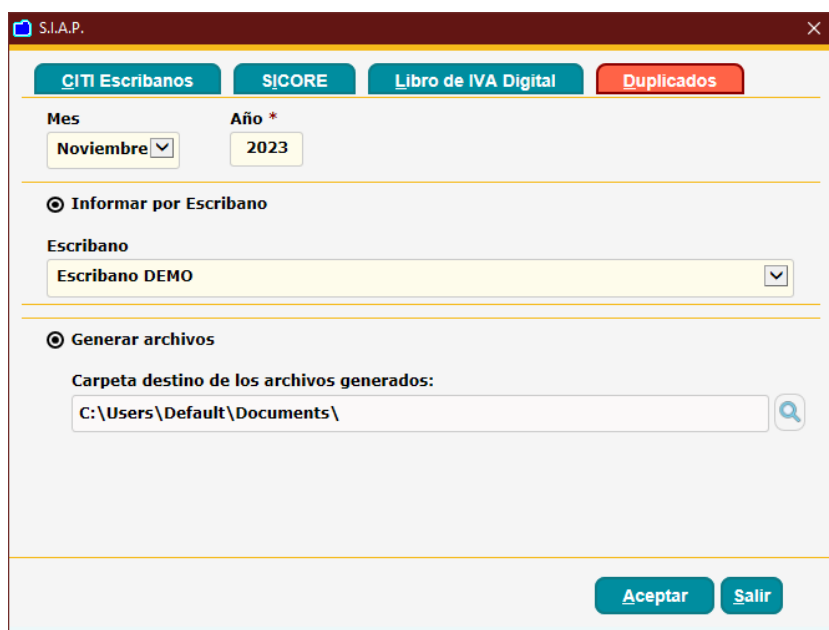 S.I.A.P.
CITI Escribanos SICORE Libro de IVA Digital Duplicados
Mes Año *
Noviembre 2023
Informar por Escribano
Escribano
Escribano DEMO
Generar archivos
Carpeta destino de los archivos generados:
C:\Users\Default\Documents\
Aceptar Salir